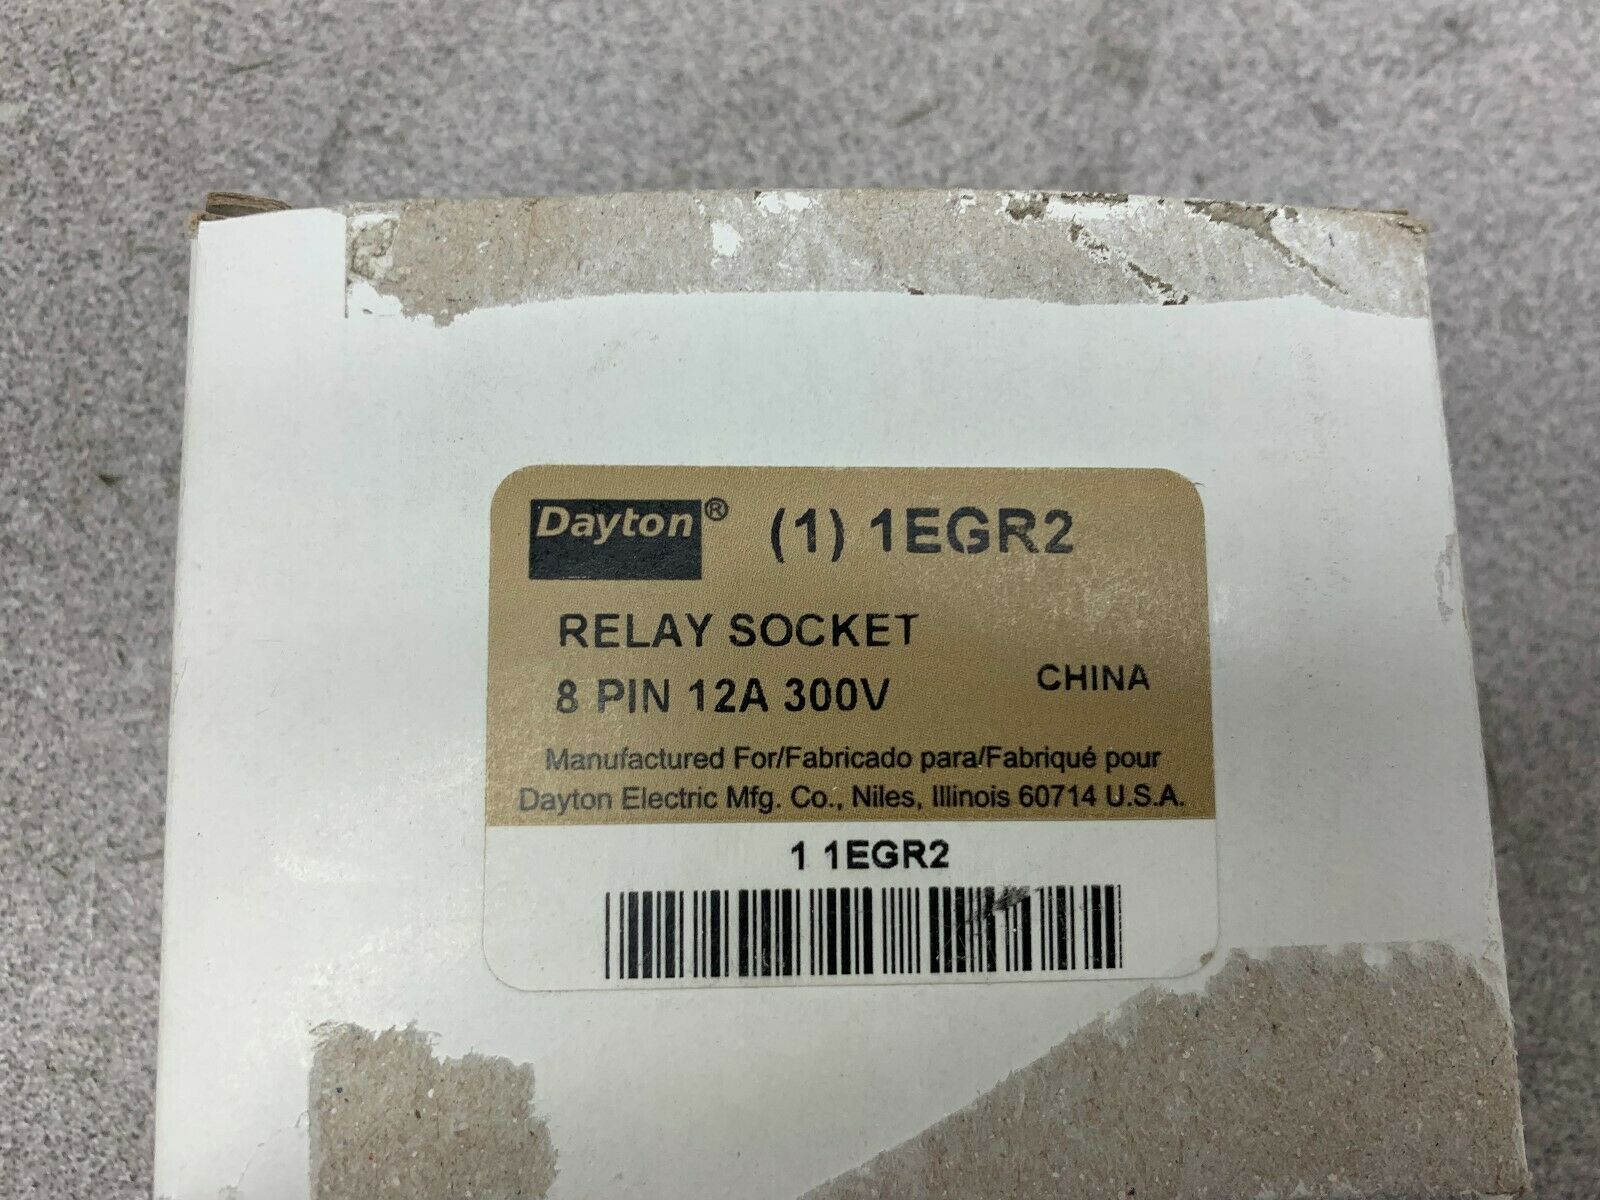 Dayton® (1) 1EGR2
RELAY SOCKET
8 PIN 12A 300V CHINA
Manufactured For/Fabricado para/Fabriqué pour
Dayton Electric Mfg. Co., Niles, Illinois 60714 U.S.A.
1 1EGR2